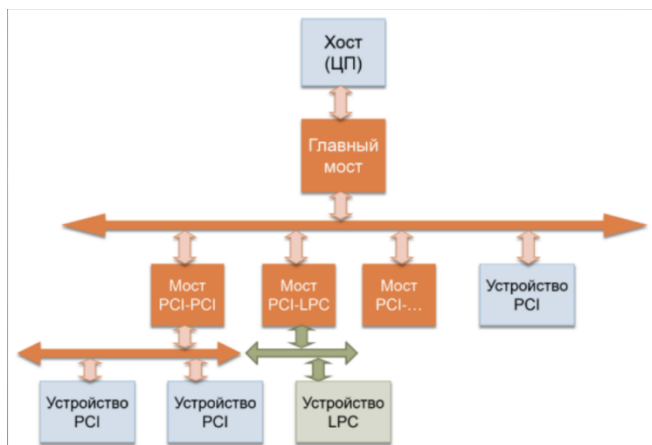 Хост
(ЦП)
Главный
мост
Мост
PCI-PCI
Мост
PCI-LPC
Мост
PCI-...
Устройство
PCI
Устройство
PCI
Устройство
PCI
Устройство
LPC